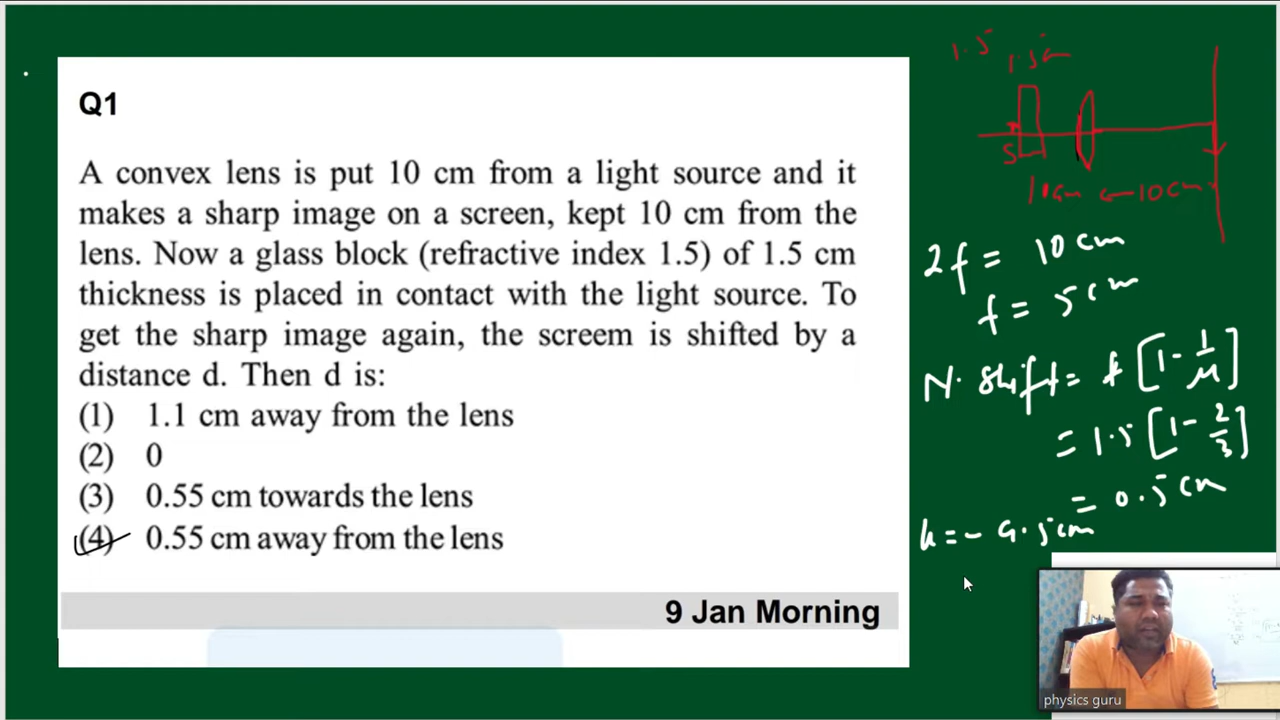 Q1
A convex lens is put 10 cm from a light source and it
makes a sharp image on a screen, kept 10 cm from the
lens. Now a glass block (refractive index 1.5) of 1.5 cm
thickness is placed in contact with the light source. To
get the sharp image again, the screem is shifted by a
distance d. Then d is:
(1) 1.1 cm away from the lens
(2) 0
(3) 0.55 cm towards the lens
(4) 0.55 cm away from the lens
9 Jan Morning
1.5 1.5cm
S
10cm ← 10cm
2f = 10 cm
f = 5 cm
N. shift = t [1 - 1/μ]
= 1.5 [1 - 2/3]
= 0.5 cm
u = - 9.5 cm
physics guru